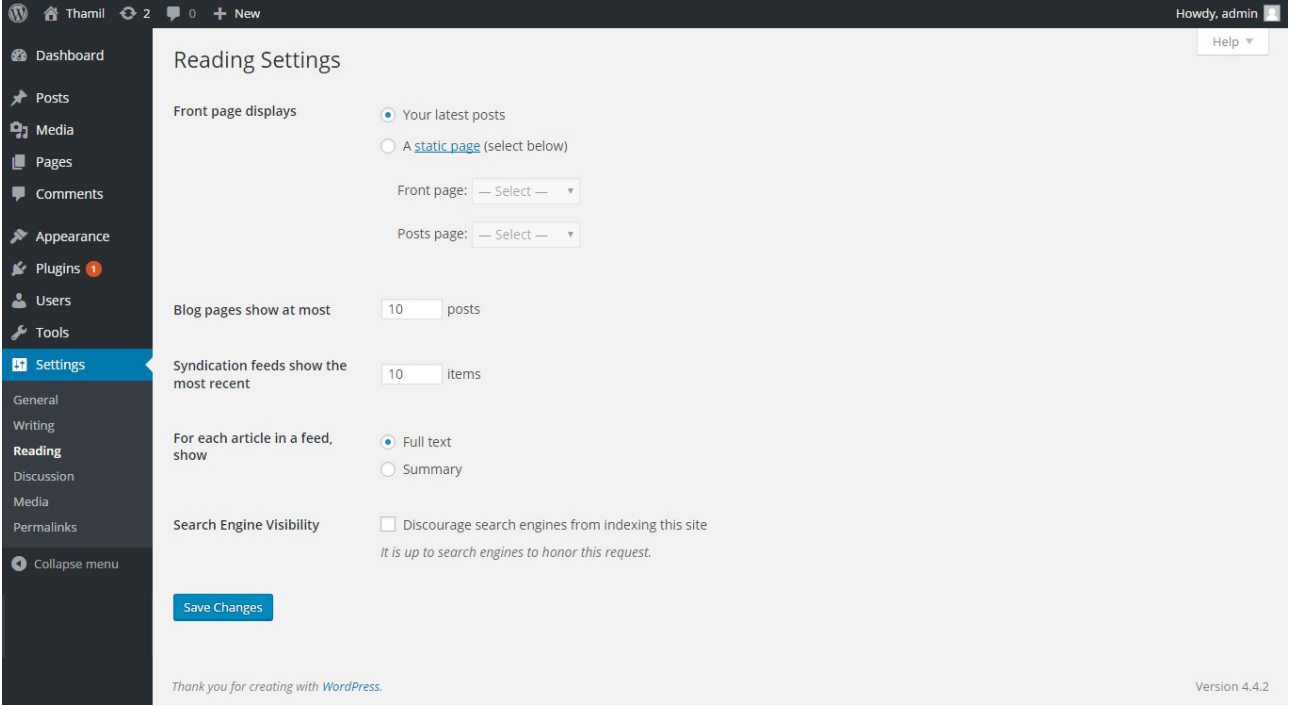 Thamil 2 0 + New Howdy, admin
Help ▼
Dashboard
Posts
Media
Pages
Comments
Appearance
Plugins 1
Users
Tools
Settings
General
Writing
Reading
Discussion
Media
Permalinks
Collapse menu
Reading Settings
Front page displays
Your latest posts
A static page (select below)
Front page: — Select — ▼
Posts page: — Select — ▼
Blog pages show at most 10 posts
Syndication feeds show the
most recent
10 items
For each article in a feed,
show
Full text
Summary
Search Engine Visibility
Discourage search engines from indexing this site
It is up to search engines to honor this request.
Save Changes
Thank you for creating with WordPress.
Version 4.4.2